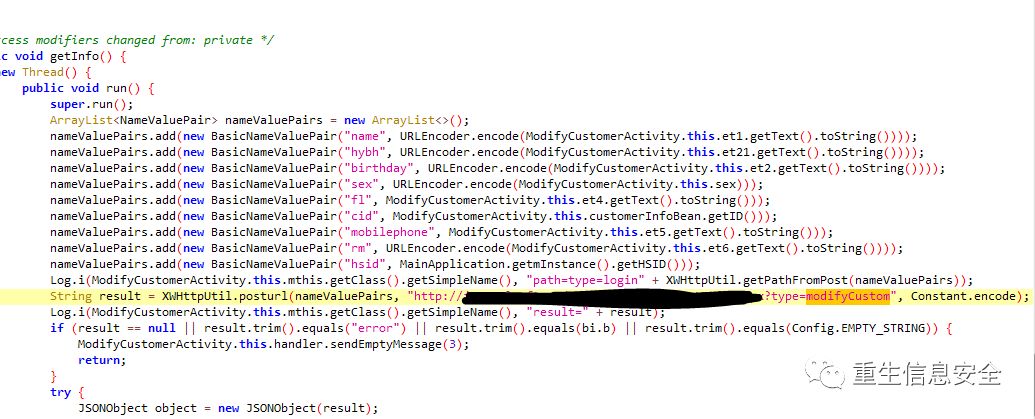 cess modifiers changed from: private */
ic void getInfo() {
new Thread() {
public void run() {
super.run();
ArrayList<NameValuePair> nameValuePairs = new ArrayList<>();
nameValuePairs.add(new BasicNameValuePair("name", URLEncoder.encode(ModifyCustomerActivity.this.et1.getText().toString())));
nameValuePairs.add(new BasicNameValuePair("hybh", URLEncoder.encode(ModifyCustomerActivity.this.et21.getText().toString())));
nameValuePairs.add(new BasicNameValuePair("birthday", URLEncoder.encode(ModifyCustomerActivity.this.et2.getText().toString())));
nameValuePairs.add(new BasicNameValuePair("sex", URLEncoder.encode(ModifyCustomerActivity.this.sex)));
nameValuePairs.add(new BasicNameValuePair("fl", ModifyCustomerActivity.this.et4.getText().toString()));
nameValuePairs.add(new BasicNameValuePair("cid", ModifyCustomerActivity.this.customerInfoBean.getID()));
nameValuePairs.add(new BasicNameValuePair("mobilephone", ModifyCustomerActivity.this.et5.getText().toString()));
nameValuePairs.add(new BasicNameValuePair("rm", URLEncoder.encode(ModifyCustomerActivity.this.et6.getText().toString())));
nameValuePairs.add(new BasicNameValuePair("hsid", MainApplication.getmInstance().getHSID()));
Log.i(ModifyCustomerActivity.this.mthis.getClass().getSimpleName(), "path=type=login" + XWHttpUtil.getPathFromPost(nameValuePairs));
String result = XWHttpUtil.posturl(nameValuePairs, "http:/ ?type=modifyCustom", Constant.encode);
Log.i(ModifyCustomerActivity.this.mthis.getClass().getSimpleName(), "result=" + result);
if (result == null || result.trim().equals("error") || result.trim().equals(bi.b) || result.trim().equals(Config.EMPTY_STRING)) {
ModifyCustomerActivity.this.handler.sendEmptyMessage(3);
return;
}
try {
JSONObject object = new JSONObject(result);
重生信息安全